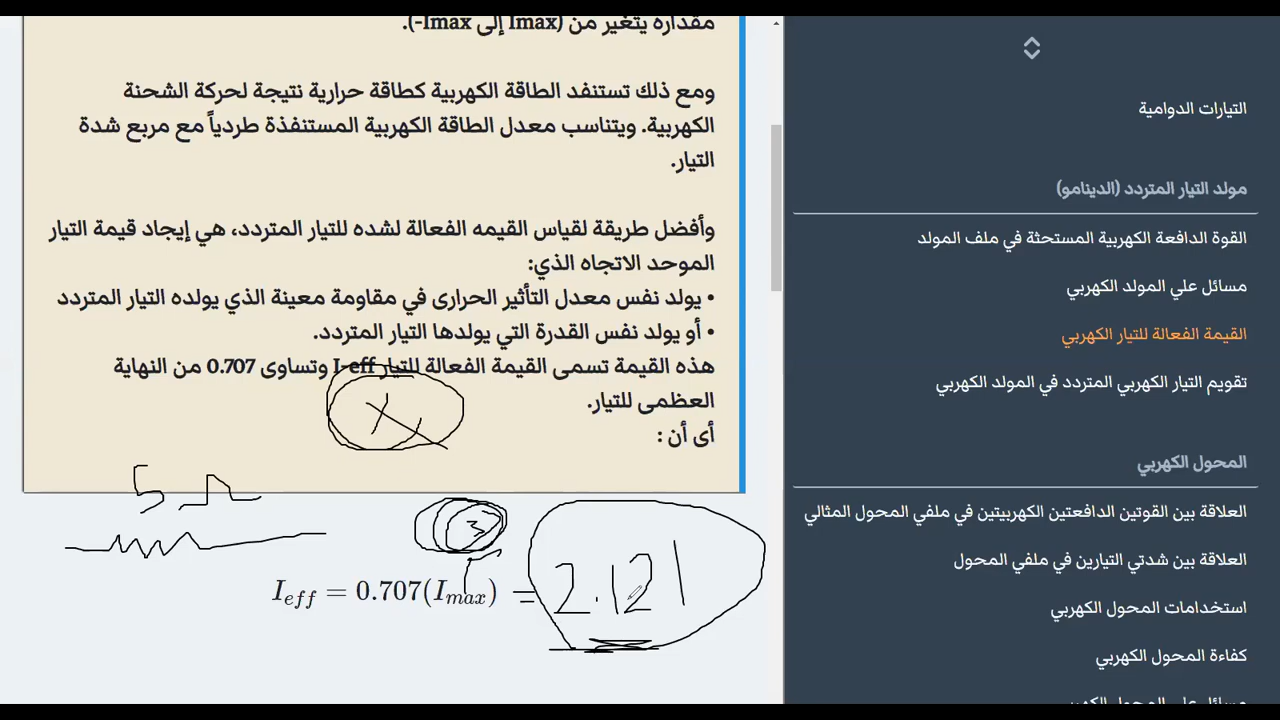 مقداره يتغير من (Imax إلى Imax-).
ومع ذلك تستنفد الطاقة الكهربية كطاقة حرارية نتيجة لحركة الشحنة
الكهربية. ويتناسب معدل الطاقة الكهربية المستنفذة طردياً مع مربع شدة
التيار.
وأفضل طريقة لقياس القيمه الفعالة لشده للتيار المتردد، هي إيجاد قيمة التيار
الموحد الاتجاه الذي:
• يولد نفس معدل التأثير الحرارى في مقاومة معينة الذي يولده التيار المتردد
• أو يولد نفس القدرة التي يولدها التيار المتردد.
هذه القيمة تسمى القيمة الفعالة للتيار I-eff وتساوى 0.707 من النهاية
العظمى للتيار.
أى أن :
5 Ω
3
I_eff = 0.707(I_max) = 2.121
التيارات الدوامية
مولد التيار المتردد (الدينامو)
القوة الدافعة الكهربية المستحثة في ملف المولد
مسائل علي المولد الكهربي
القيمة الفعالة للتيار الكهربي
تقويم التيار الكهربي المتردد في المولد الكهربي
المحول الكهربي
العلاقة بين القوتين الدافعتين الكهربيتين في ملفي المحول المثالي
العلاقة بين شدتي التيارين في ملفي المحول
استخدامات المحول الكهربي
كفاءة المحول الكهربي
مسائل علي المحول الكهربي